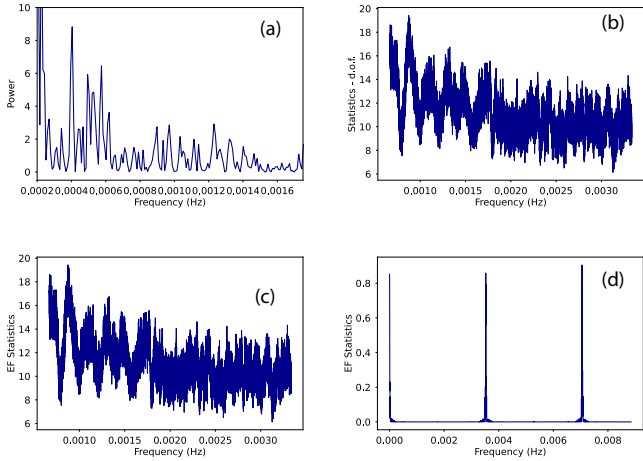 (a)
Power
10
8
6
4
2
0
0,0002 0,0004 0,0006 0,0008 0,0010 0,0012 0,0014 0,0016
Frequency (Hz)
(b)
Statistics - d.o.f.
20
18
16
14
12
10
8
6
0.0010 0.0015 0.0020 0.0025 0.0030
Frequency (Hz)
(c)
EF Statistics
20
18
16
14
12
10
8
6
0.0010 0.0015 0.0020 0.0025 0.0030
Frequency (Hz)
(d)
EF Statistics
0.8
0.6
0.4
0.2
0.0
0.000 0.002 0.004 0.006 0.008
Frequency (Hz)